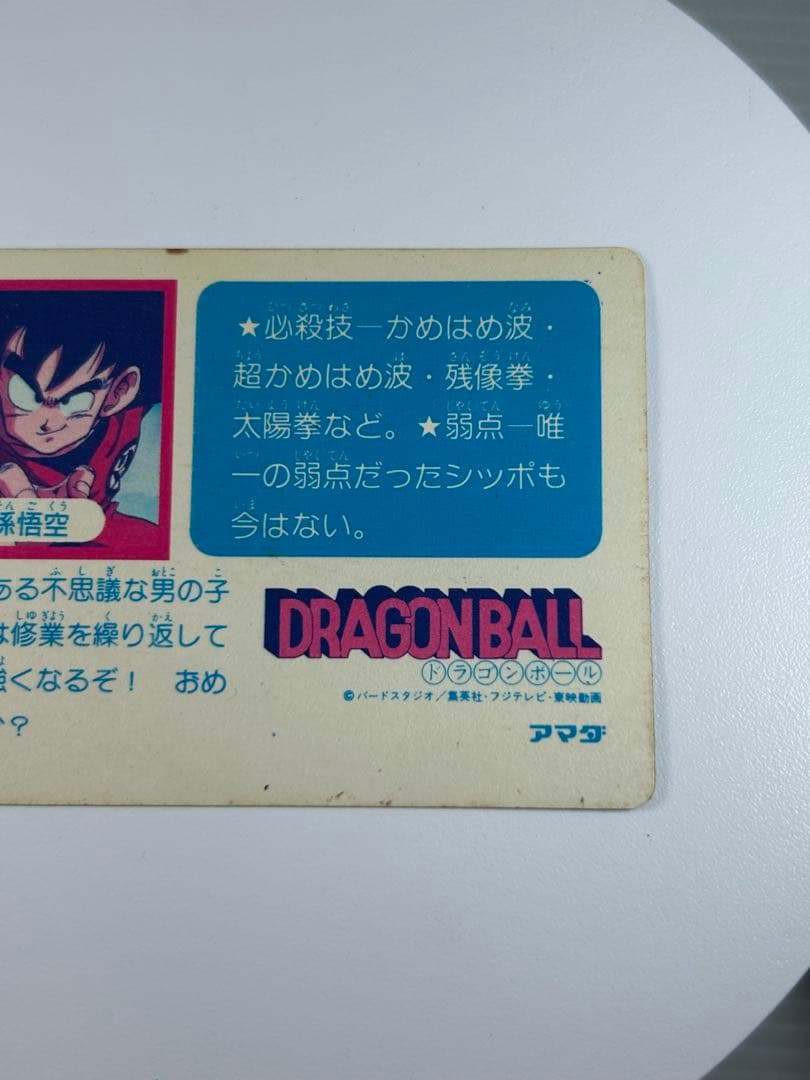 ★必殺技―かめはめ波・
超かめはめ波・残像拳・
太陽拳など。★弱点―唯
一の弱点だったシッポも
今はない。
孫悟空
ある不思議な男の子
は修業を繰り返して
強くなるぞ！　おめ
？
DRAGONBALL
ドラゴンボール
©バードスタジオ／集英社・フジテレビ・東映動画
アマダ